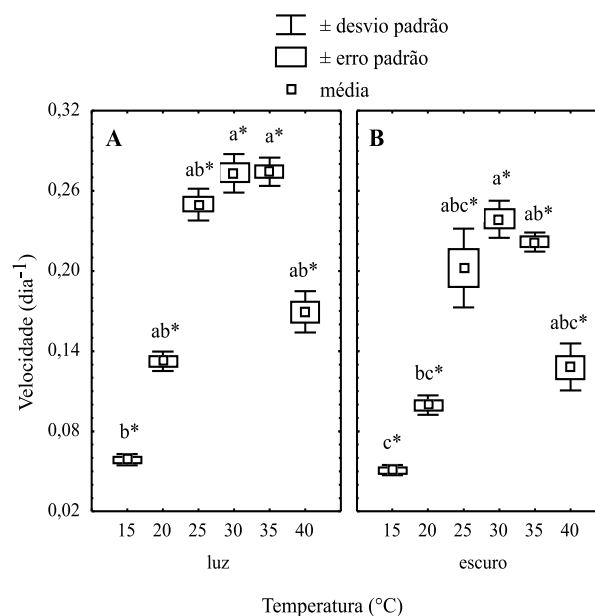 ± desvio padrão
± erro padrão
média
Velocidade (dia-1)
0,32
0,26
0,20
0,14
0,08
0,02
A
b*
ab*
ab*
a*
a*
ab*
15 20 25 30 35 40
luz
B
c*
bc*
abc*
a*
ab*
abc*
15 20 25 30 35 40
escuro
Temperatura (°C)